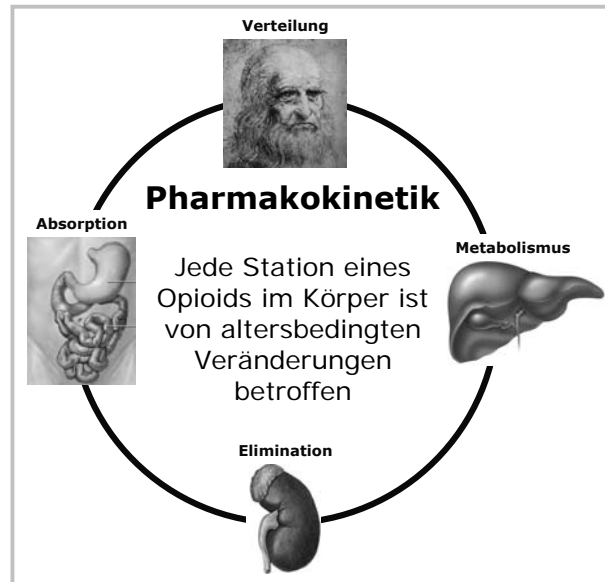 Verteilung
Pharmakokinetik
Absorption
Metabolismus
Jede Station eines
Opioids im Körper ist
von altersbedingten
Veränderungen
betroffen
Elimination